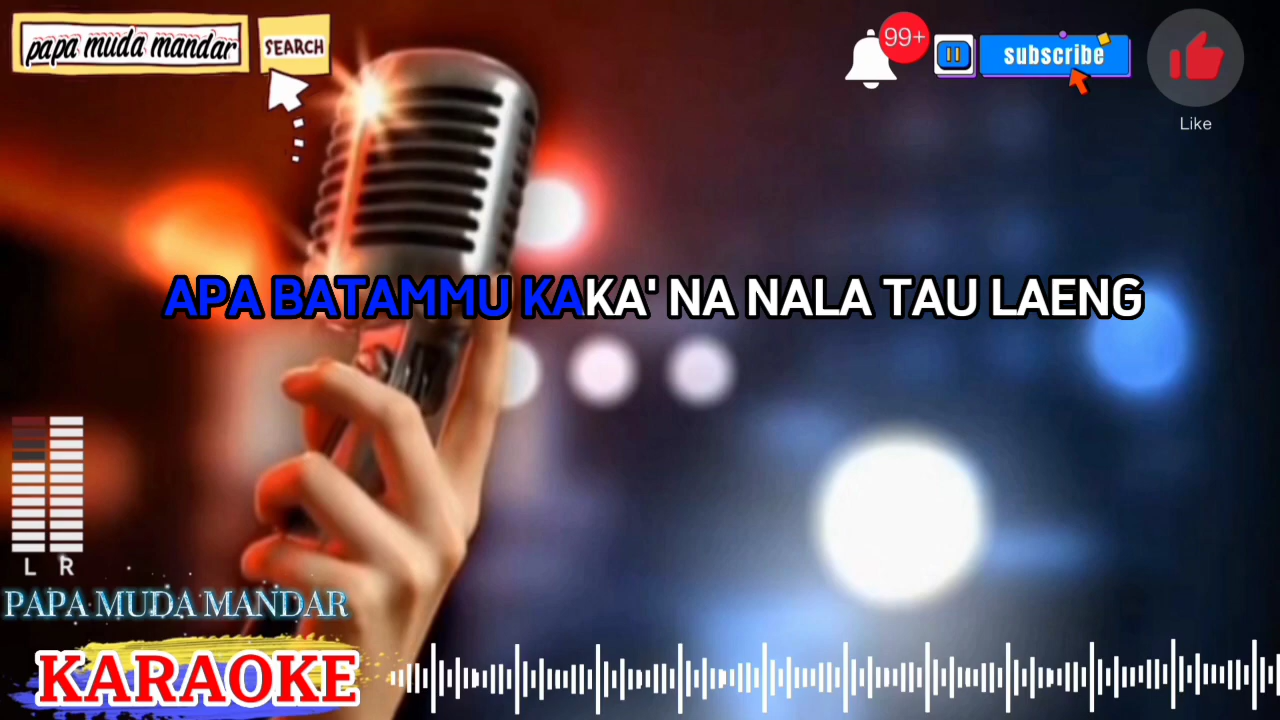 papa muda mandar
SEARCH
99+
subscribe
Like
APA BATAMMU KAKA' NA NALA TAU LAENG
L R
PAPA MUDA MANDAR
KARAOKE